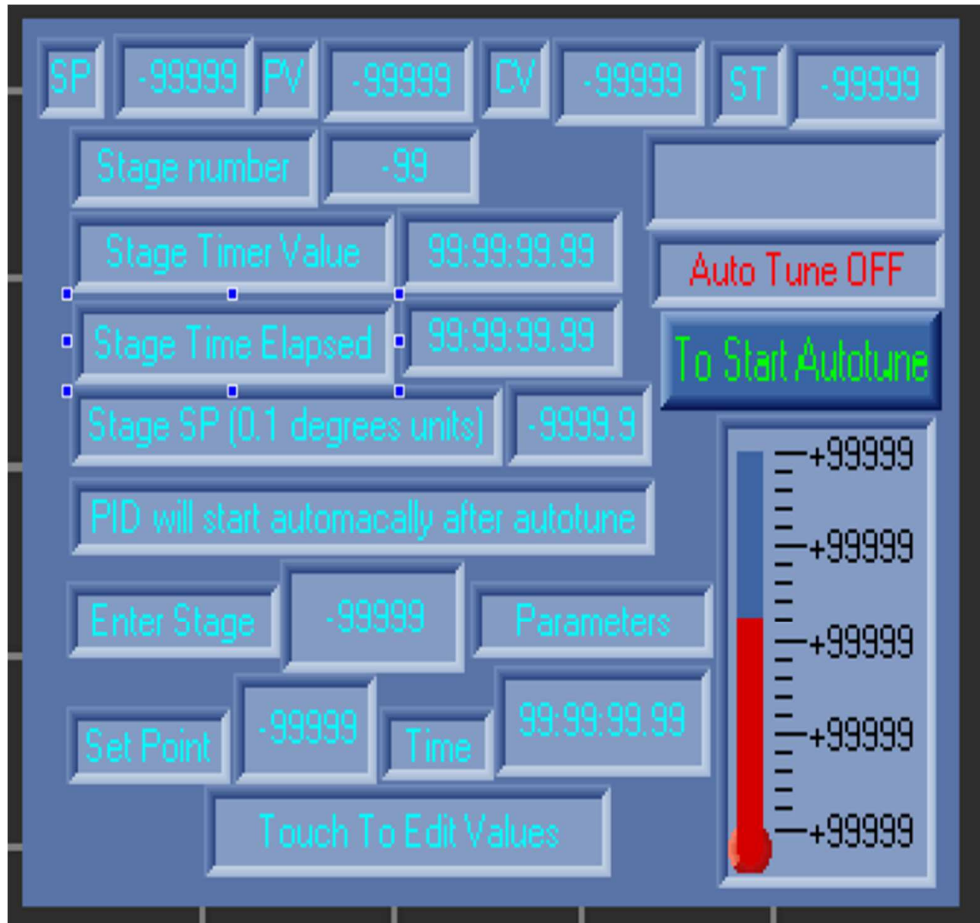 SP -99999 PV -99999 CV -99999 ST -99999
Stage number -99
Stage Timer Value 99:99:99.99
Auto Tune OFF
Stage Time Elapsed 99:99:99.99
To Start Autotune
Stage SP (0.1 degrees units) -9999.9
+99999
PID will start automacally after autotune
+99999
Enter Stage -99999 Parameters
+99999
Set Point -99999 Time 99:99:99.99
+99999
Touch To Edit Values
+99999